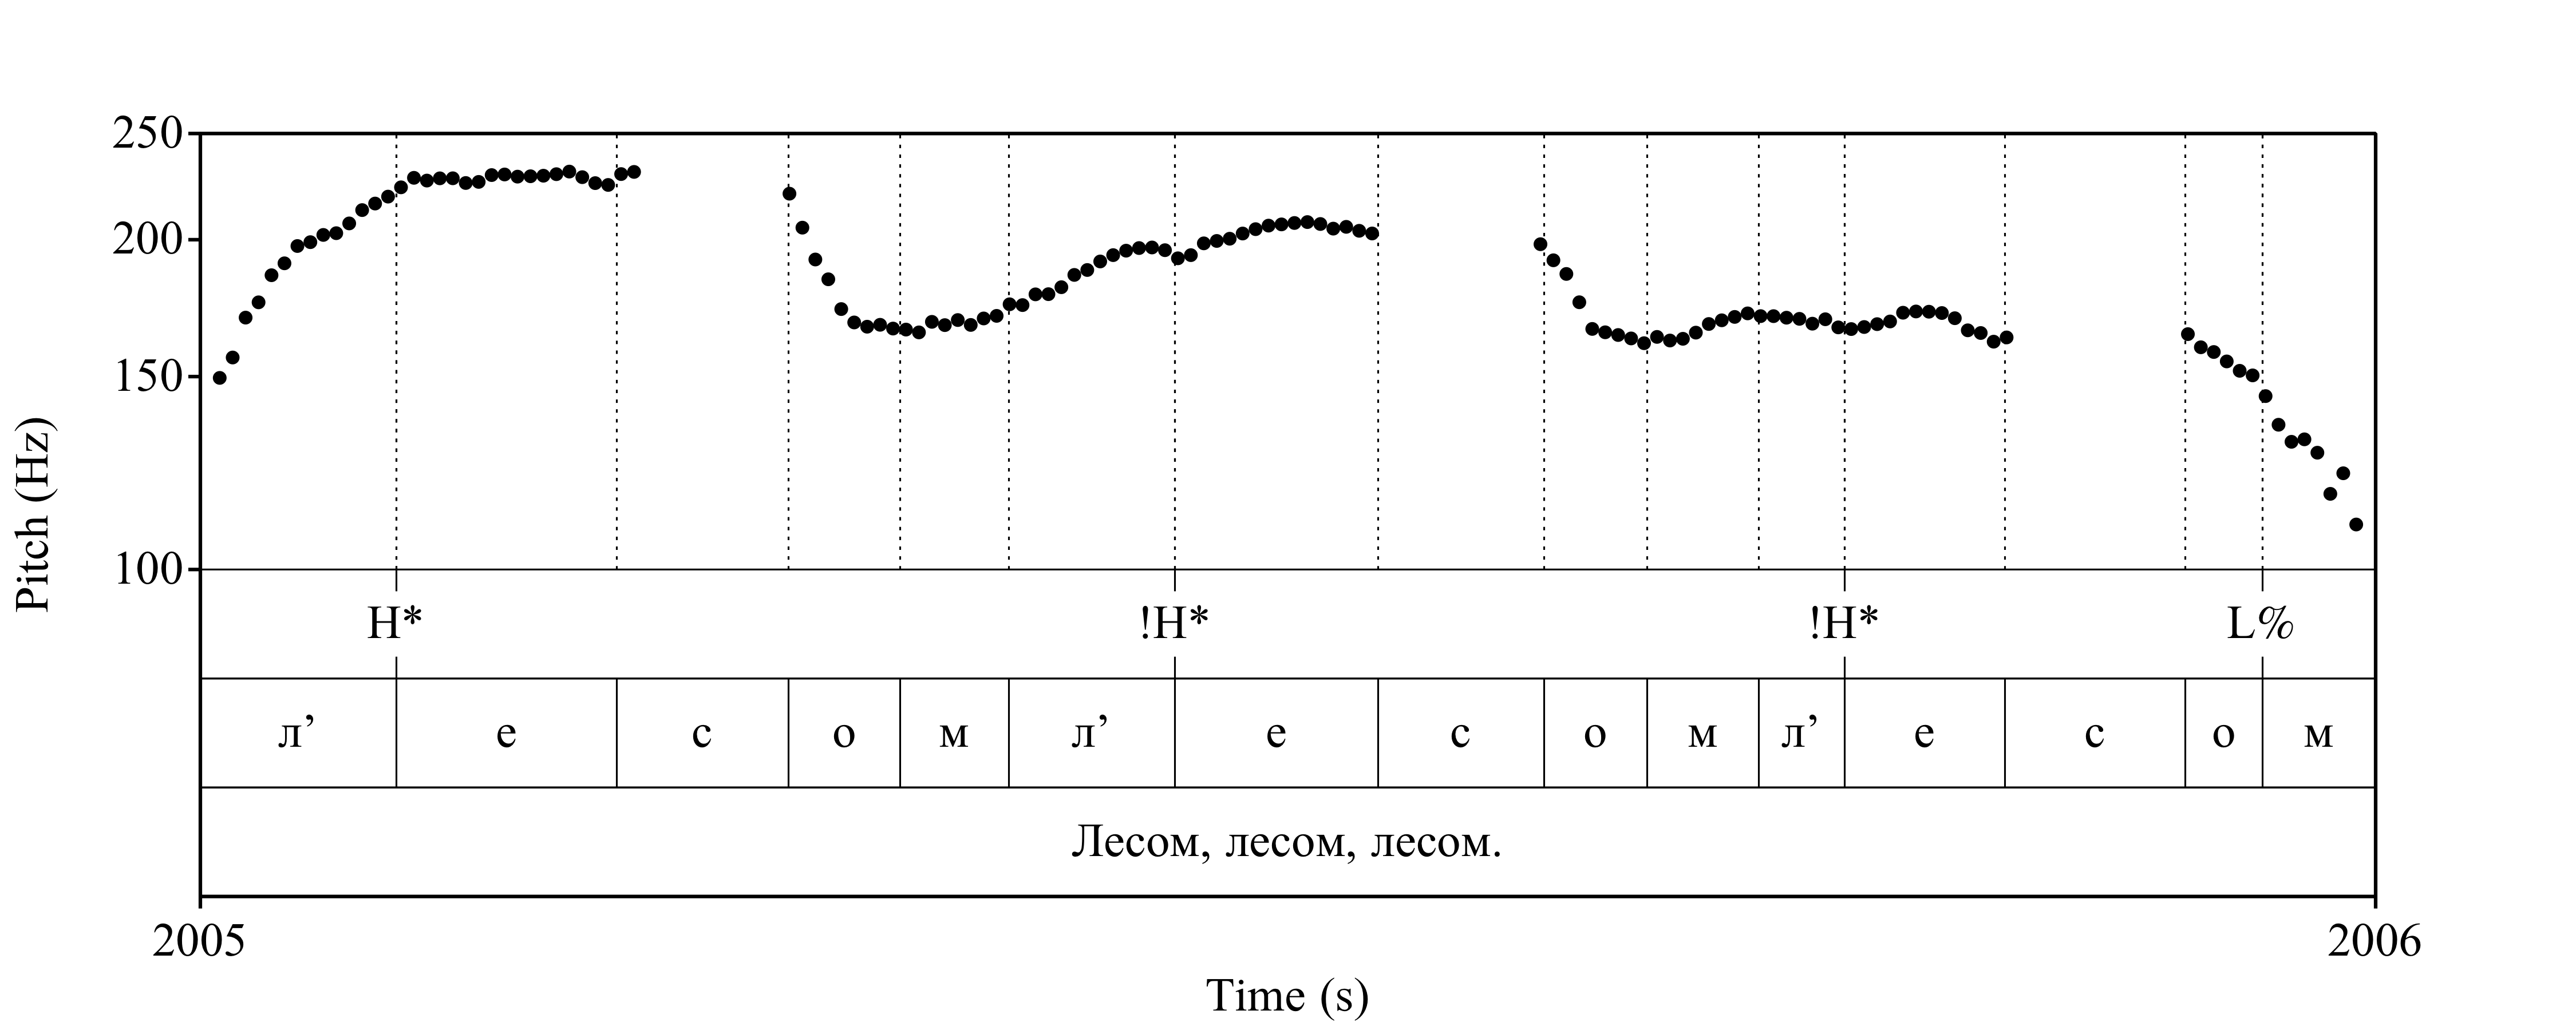 250
200
150
100
Pitch (Hz)
H* !H* !H* L%
л’ е с о м л’ е с о м л’ е с о м
Лесом, лесом, лесом.
2005 2006
Time (s)